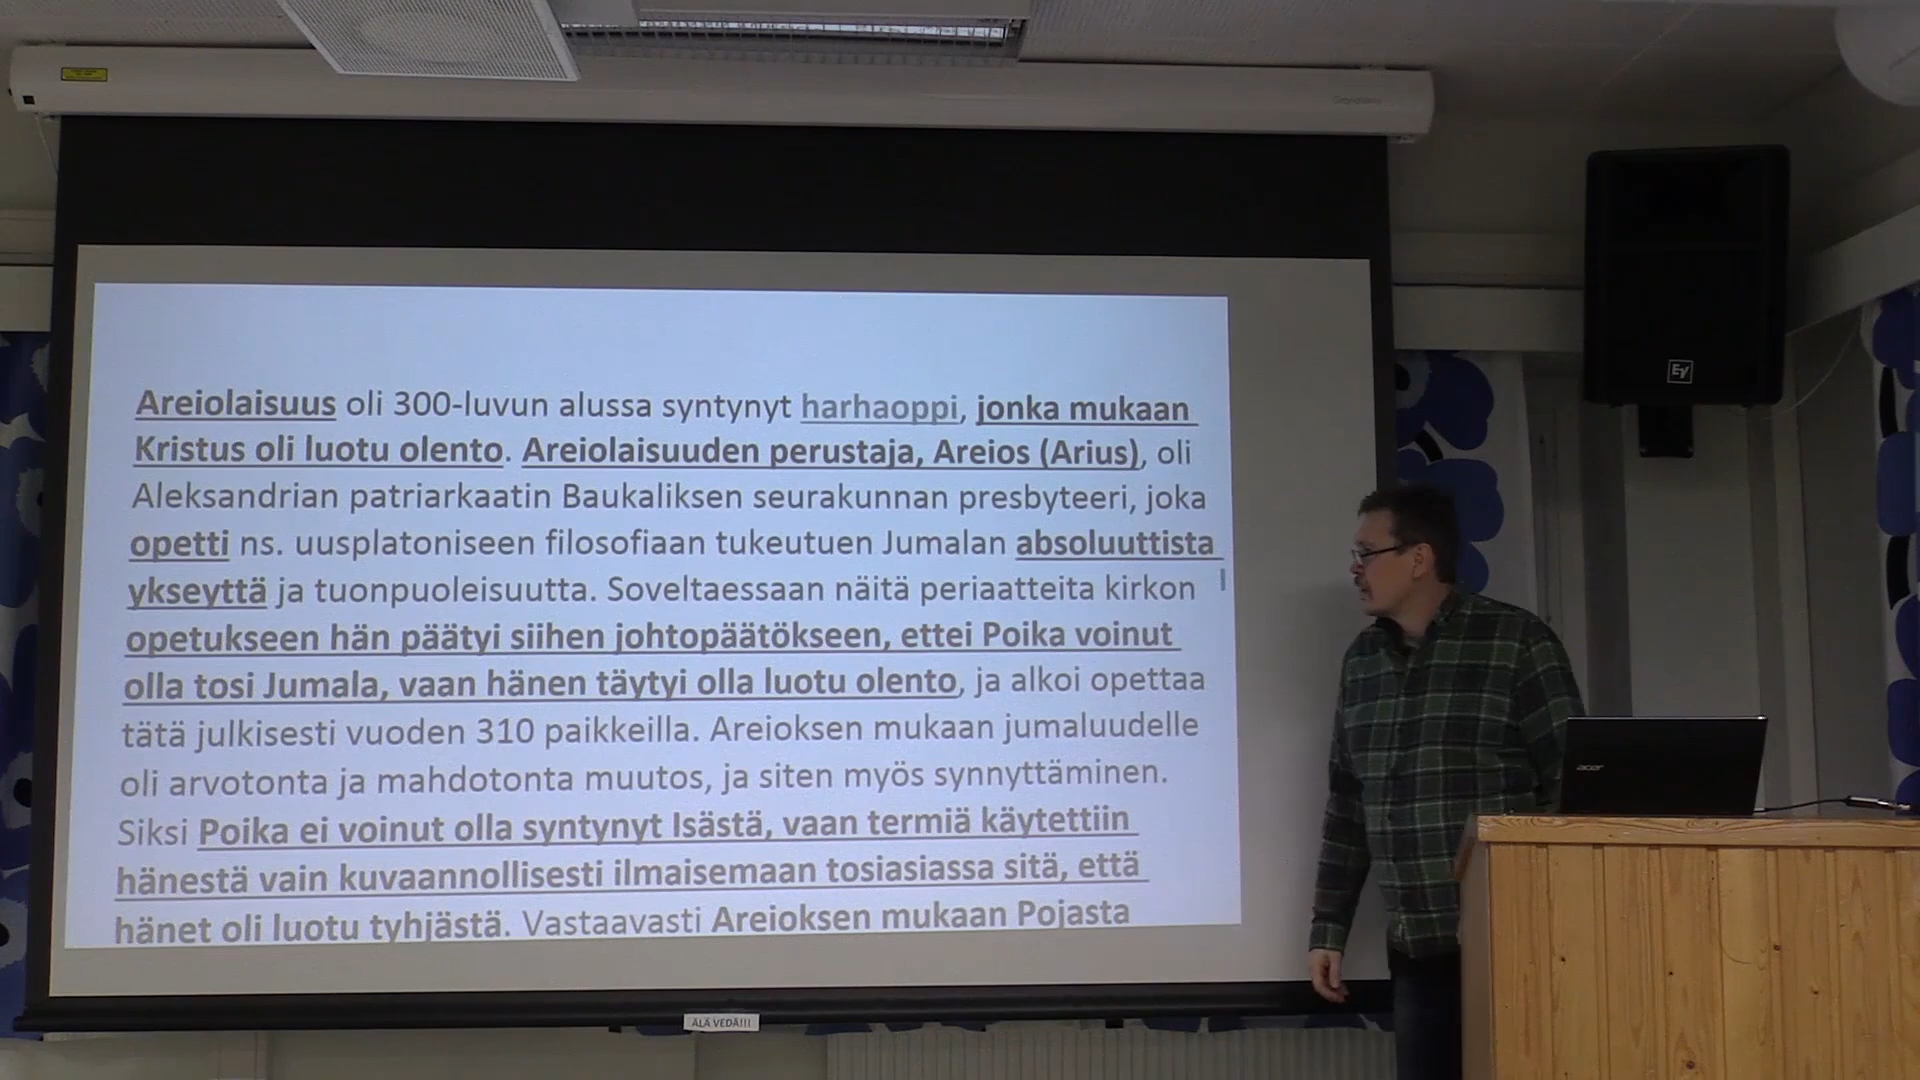 Areiolaisuus oli 300-luvun alussa syntynyt harhaoppi, jonka mukaan
Kristus oli luotu olento. Areiolaisuuden perustaja, Areios (Arius), oli
Aleksandrian patriarkaatin Baukaliksen seurakunnan presbyteeri, joka
opetti ns. uusplatoniseen filosofiaan tukeutuen Jumalan absoluuttista
ykseyttä ja tuonpuoleisuutta. Soveltaessaan näitä periaatteita kirkon
opetukseen hän päätyi siihen johtopäätökseen, ettei Poika voinut
olla tosi Jumala, vaan hänen täytyi olla luotu olento, ja alkoi opettaa
tätä julkisesti vuoden 310 paikkeilla. Areioksen mukaan jumaluudelle
oli arvotonta ja mahdotonta muutos, ja siten myös synnyttäminen.
Siksi Poika ei voinut olla syntynyt Isästä, vaan termiä käytettiin
hänestä vain kuvaannollisesti ilmaisemaan tosiasiassa sitä, että
hänet oli luotu tyhjästä. Vastaavasti Areioksen mukaan Pojasta
ÄLÄ VEDÄ!!!
EV
acer